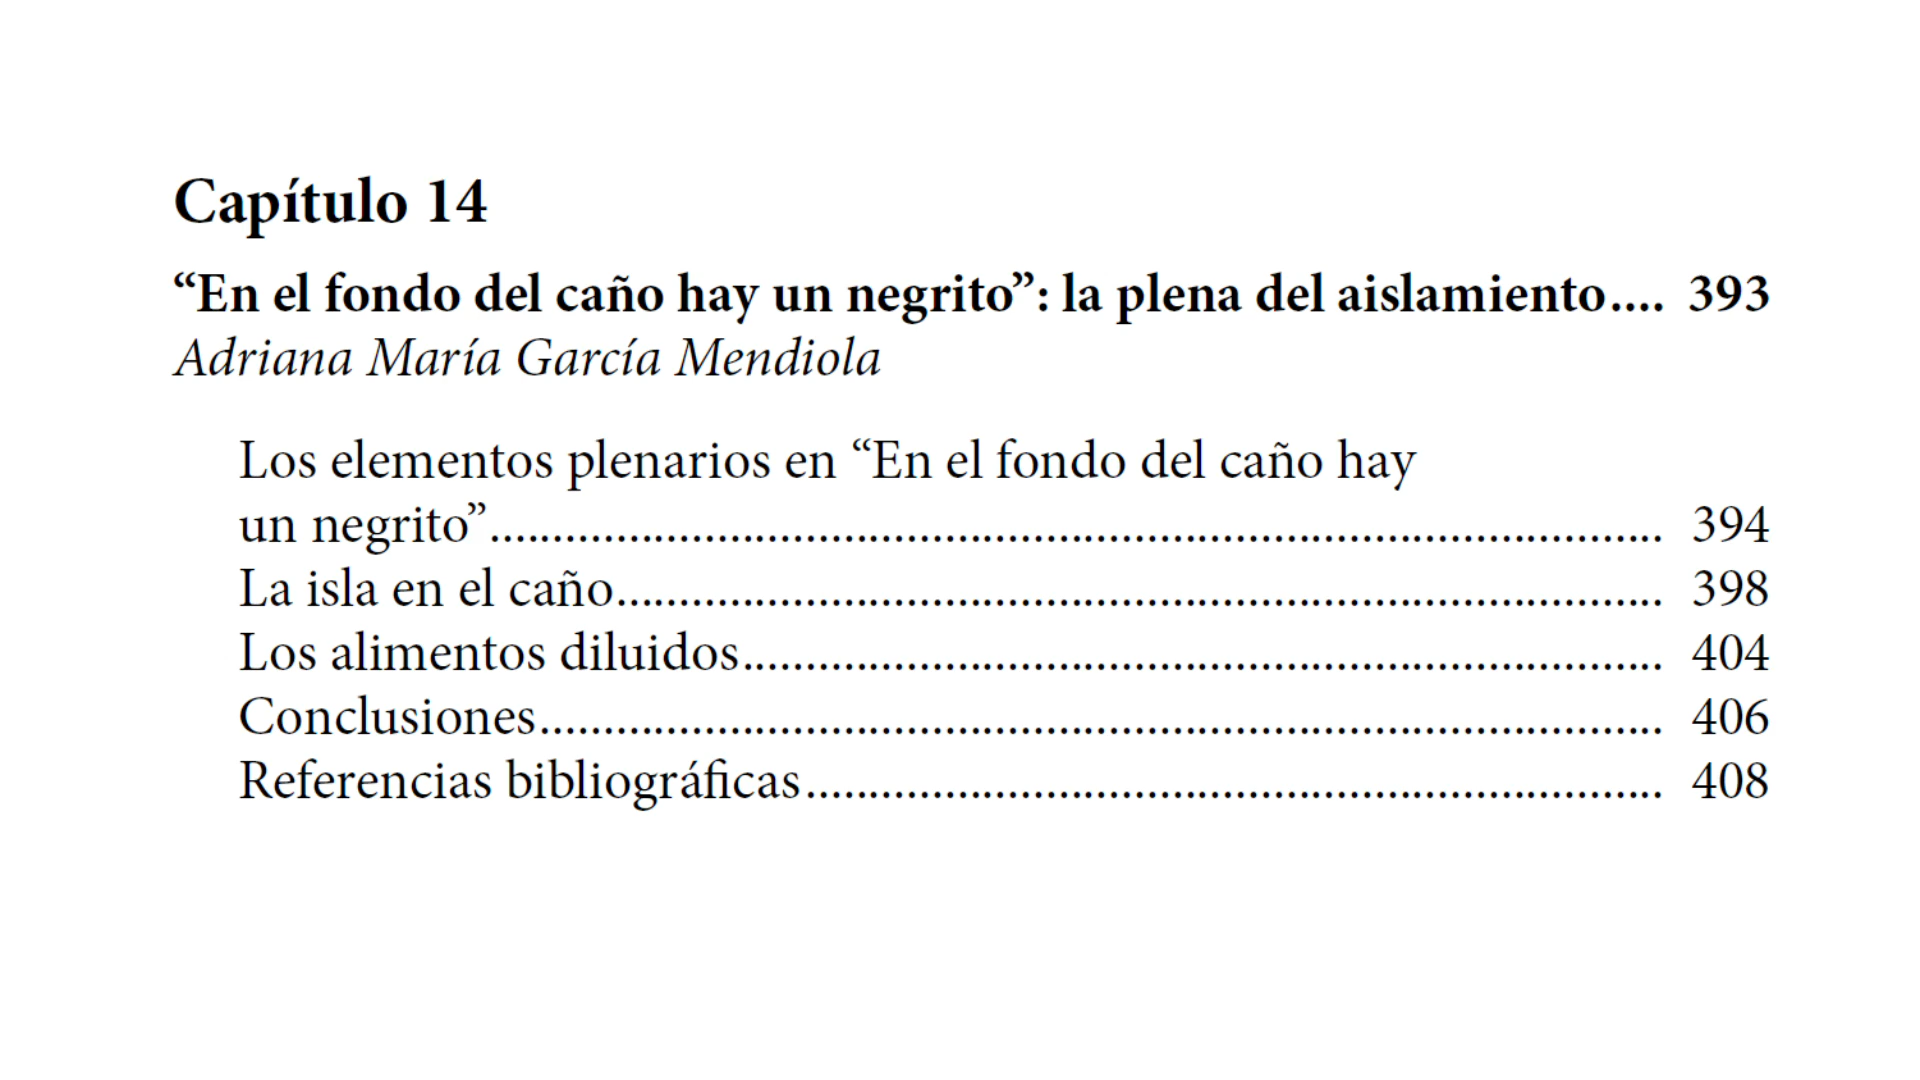 Capítulo 14
“En el fondo del caño hay un negrito”: la plena del aislamiento.... 393
Adriana María García Mendiola
Los elementos plenarios en “En el fondo del caño hay
un negrito”.............................................................................................. 394
La isla en el caño.................................................................................... 398
Los alimentos diluidos.......................................................................... 404
Conclusiones.......................................................................................... 406
Referencias bibliográficas..................................................................... 408